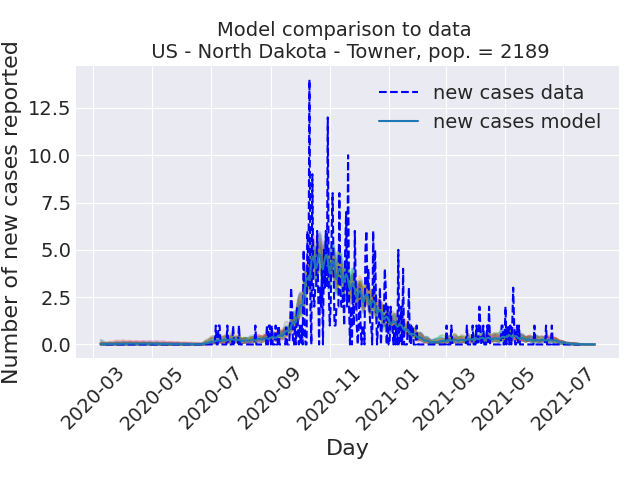 Model comparison to data
US - North Dakota - Towner, pop. = 2189
Number of new cases reported
12.5
10.0
7.5
5.0
2.5
0.0
new cases data
new cases model
2020-03
2020-05
2020-07
2020-09
2020-11
2021-01
2021-03
2021-05
2021-07
Day